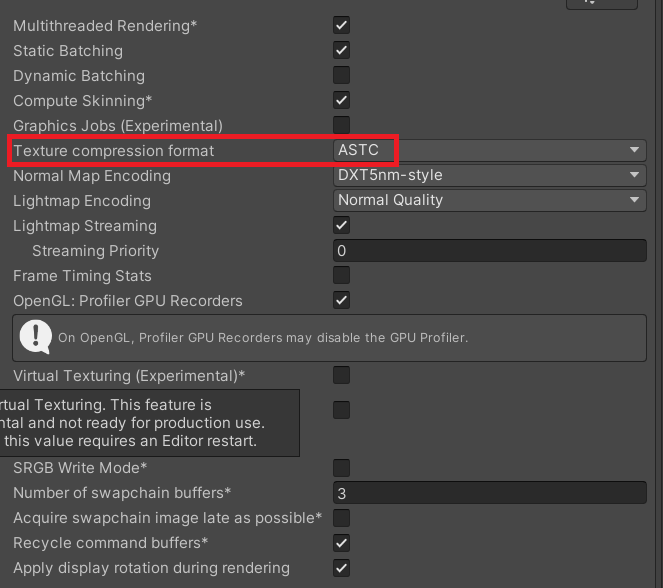 Multithreaded Rendering*
Static Batching
Dynamic Batching
Compute Skinning*
Graphics Jobs (Experimental)
Texture compression format ASTC
Normal Map Encoding DXT5nm-style
Lightmap Encoding Normal Quality
Lightmap Streaming
Streaming Priority 0
Frame Timing Stats
OpenGL: Profiler GPU Recorders
On OpenGL, Profiler GPU Recorders may disable the GPU Profiler.
Virtual Texturing (Experimental)*
rtual Texturing. This feature is
ntal and not ready for production use.
this value requires an Editor restart.
SRGB Write Mode*
Number of swapchain buffers* 3
Acquire swapchain image late as possible*
Recycle command buffers*
Apply display rotation during rendering